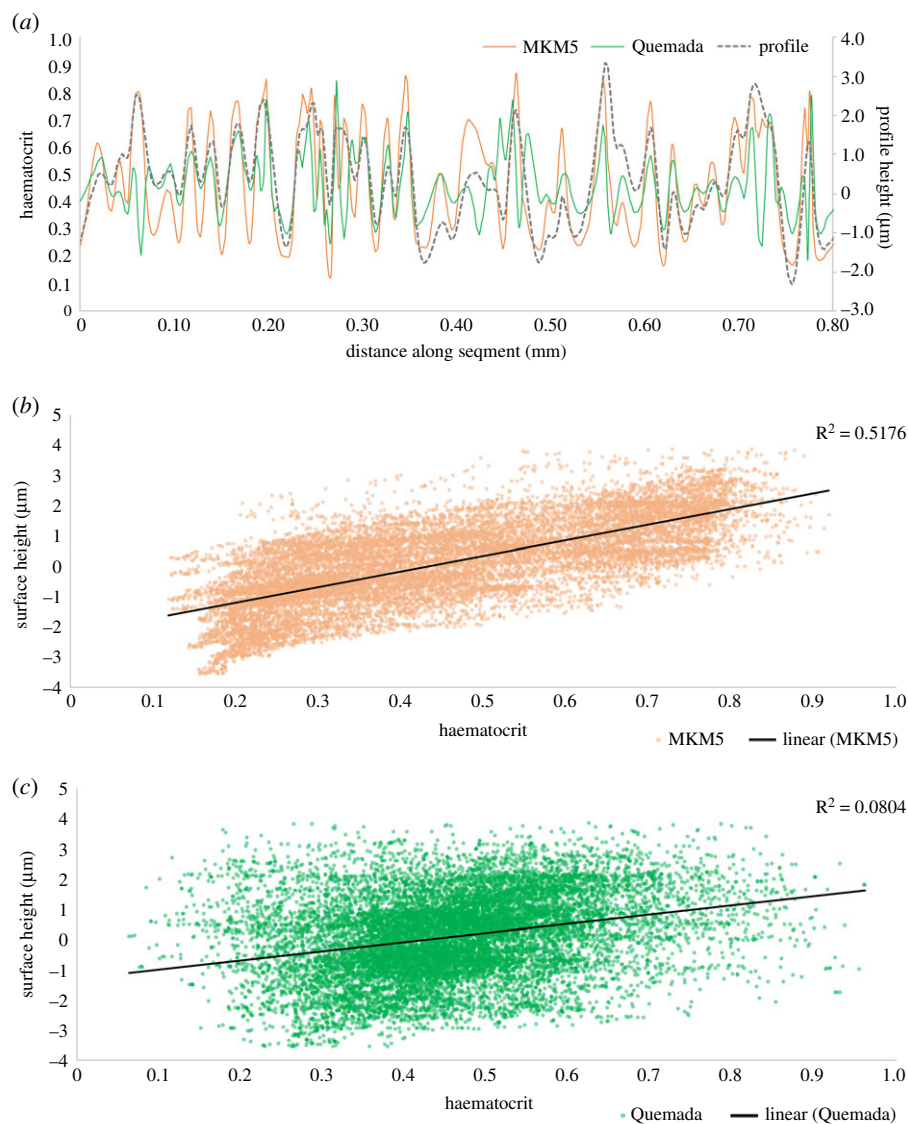 (a)
1.0
0.9
0.8
0.7
0.6
0.5
0.4
0.3
0.2
0.1
0
haematocrit
MKM5 Quemada profile
4.0
3.0
2.0
1.0
0
–1.0
–2.0
–3.0
profile height (µm)
0 0.10 0.20 0.30 0.40 0.50 0.60 0.70 0.80
distance along seqment (mm)
(b)
5
4
3
2
1
0
–1
–2
–3
–4
surface height (µm)
R² = 0.5176
0 0.1 0.2 0.3 0.4 0.5 0.6 0.7 0.8 0.9 1.0
haematocrit
MKM5 linear (MKM5)
(c)
5
4
3
2
1
0
–1
–2
–3
–4
surface height (µm)
R² = 0.0804
0 0.1 0.2 0.3 0.4 0.5 0.6 0.7 0.8 0.9 1.0
haematocrit
Quemada linear (Quemada)